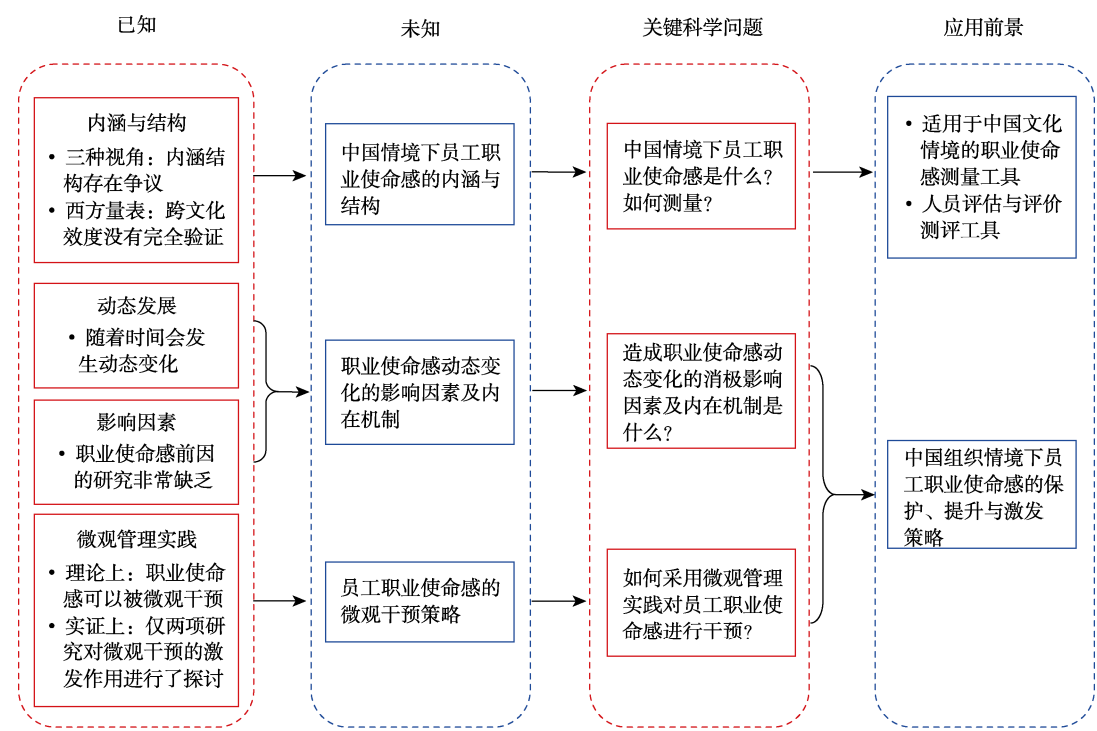 已知
内涵与结构
• 三种视角：内涵结
构存在争议
• 西方量表：跨文化
效度没有完全验证
动态发展
• 随着时间会发
生动态变化
影响因素
• 职业使命感前因
的研究非常缺乏
微观管理实践
• 理论上：职业使命
感可以被微观干预
• 实证上：仅两项研
究对微观干预的激
发作用进行了探讨
未知
中国情境下员工职
业使命感的内涵与
结构
职业使命感动态变
化的影响因素及内
在机制
员工职业使命感的
微观干预策略
关键科学问题
中国情境下员工职
业使命感是什么？
如何测量？
造成职业使命感动
态变化的消极影响
因素及内在机制是
什么？
如何采用微观管理
实践对员工职业使
命感进行干预？
应用前景
• 适用于中国文化
情境的职业使命
感测量工具
• 人员评估与评价
测评工具
中国组织情境下员
工职业使命感的保
护、提升与激发
策略